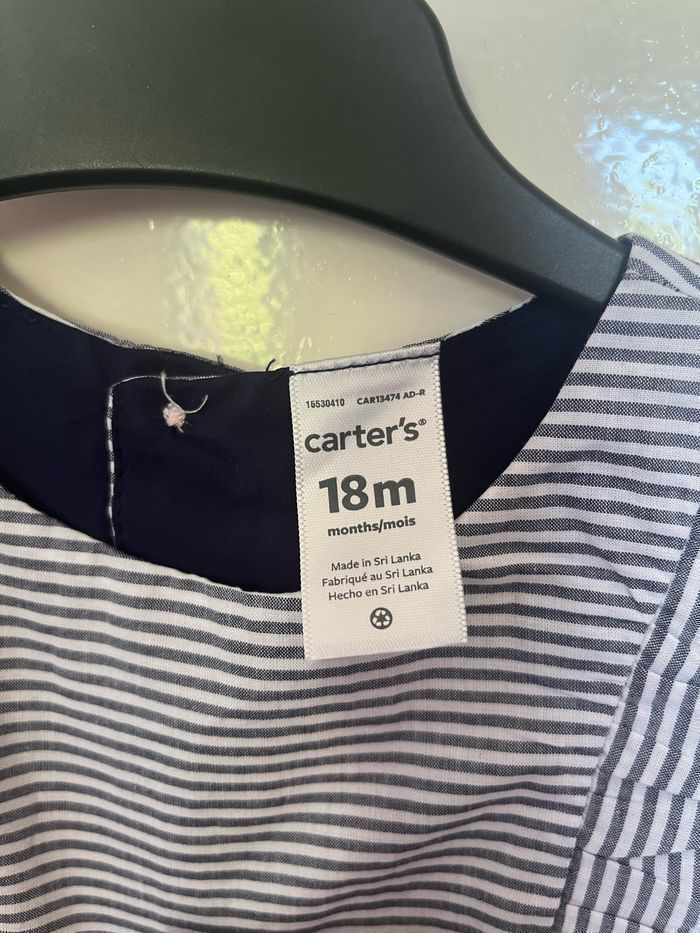 16530410 CAR13474 AD-R
carter's®
18m
months/mois
Made in Sri Lanka
Fabriqué au Sri Lanka
Hecho en Sri Lanka